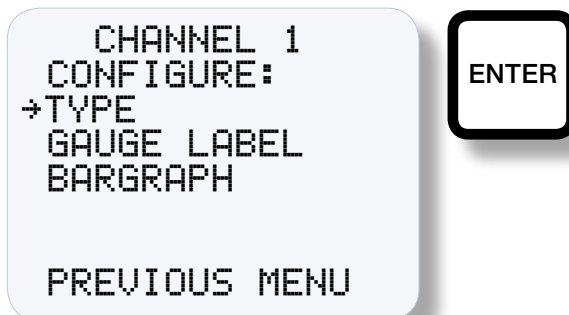 CHANNEL 1
CONFIGURE:
→TYPE
GAUGE LABEL
BARGRAPH
PREVIOUS MENU
ENTER